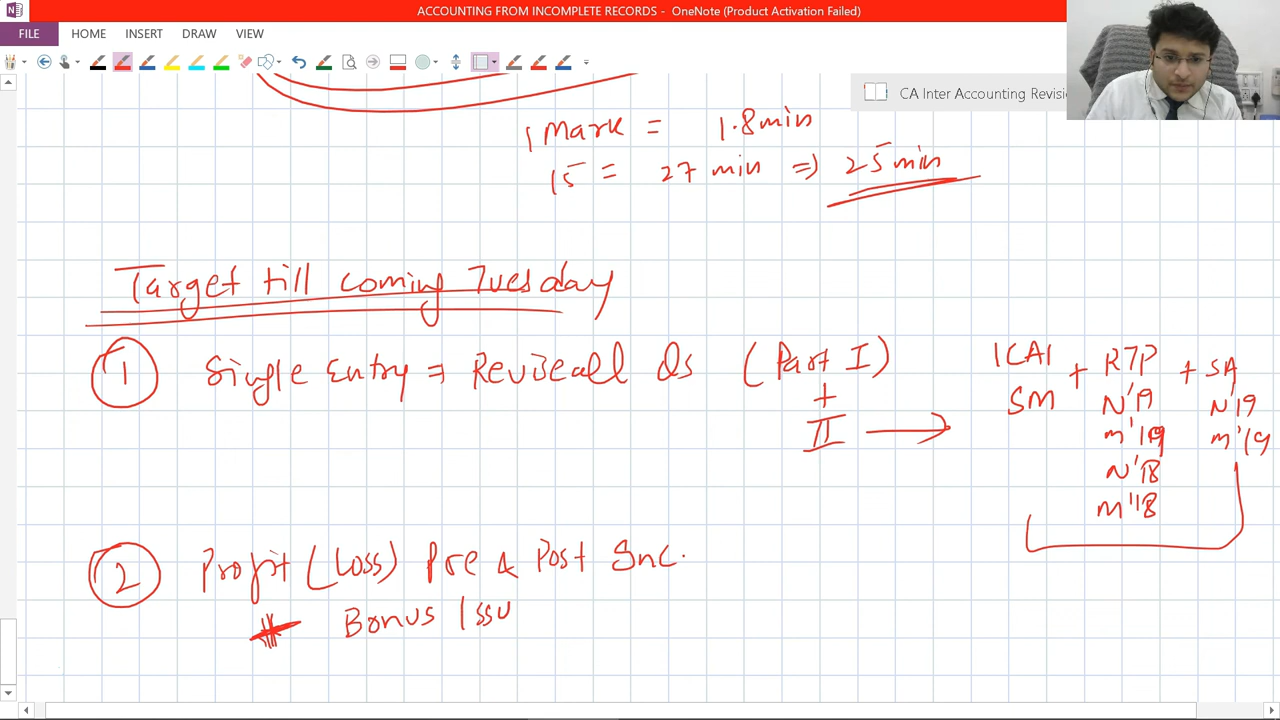 ACCOUNTING FROM INCOMPLETE RECORDS - OneNote (Product Activation Failed)
FILE HOME INSERT DRAW VIEW
CA Inter Accounting Revisi
1 Mark = 1.8 min
15 = 27 min => 25 min
Target till coming Tuesday
1 Single Entry => Revise all Qs (Part I) + II →
ICAI SM + RTP N'19 M'19 N'18 M'18 + SA N'19 M'19
2 Profit (Loss) Pre & Post Inc.
# Bonus Issu